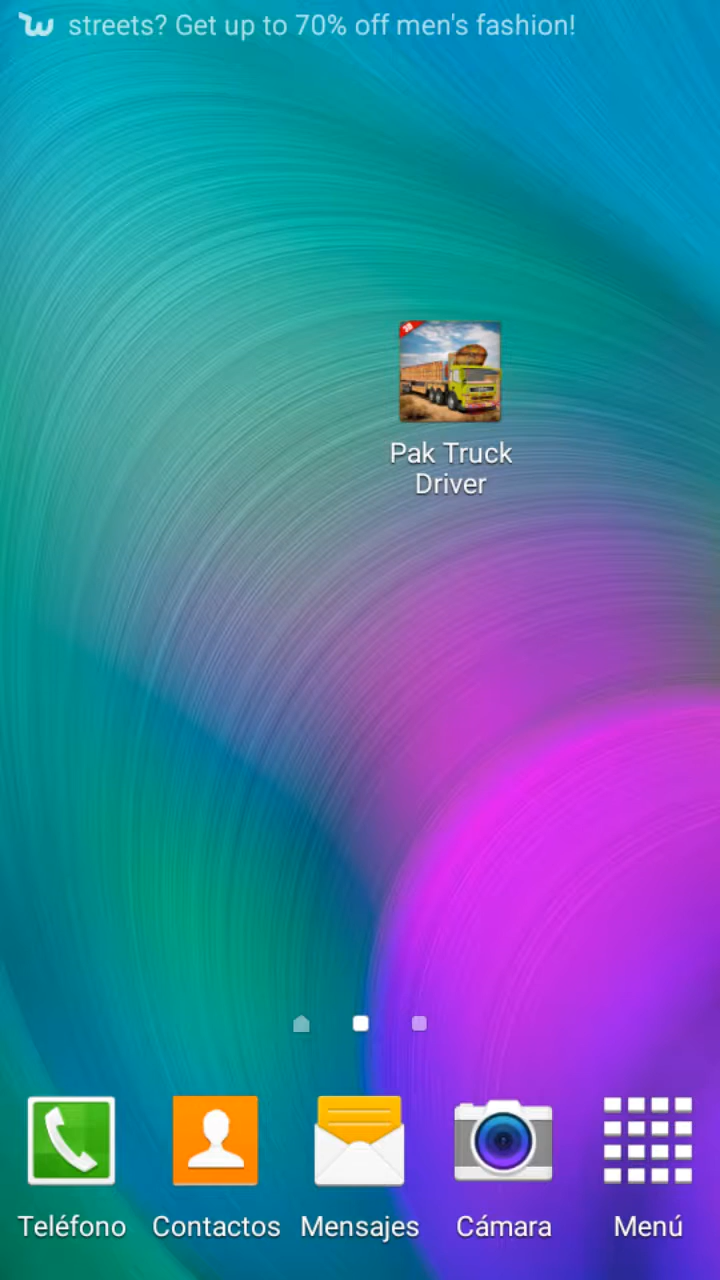 streets? Get up to 70% off men's fashion!
Pak Truck
Driver
Teléfono
Contactos
Mensajes
Cámara
Menú